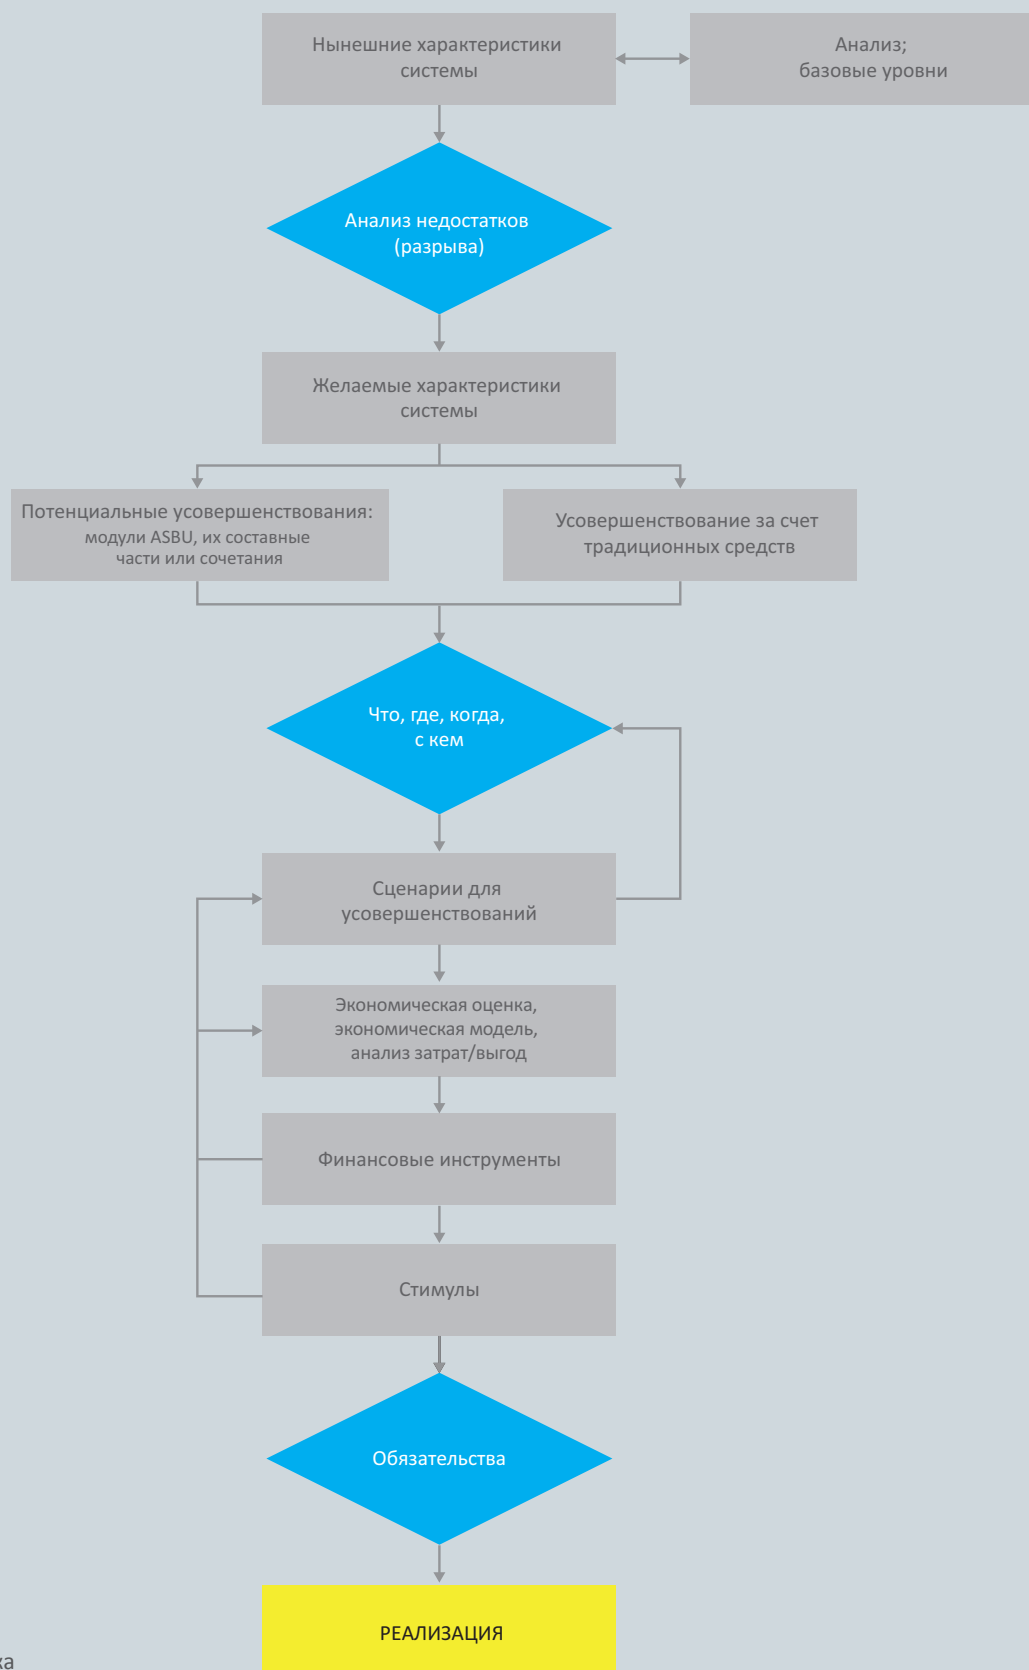 Нынешние характеристики
системы
Анализ;
базовые уровни
Анализ недостатков
(разрыва)
Желаемые характеристики
системы
Потенциальные усовершенствования:
модули ASBU, их составные
части или сочетания
Усовершенствование за счет
традиционных средств
Что, где, когда,
с кем
Сценарии для
усовершенствований
Экономическая оценка,
экономическая модель,
анализ затрат/выгод
Финансовые инструменты
Стимулы
Обязательства
РЕАЛИЗАЦИЯ